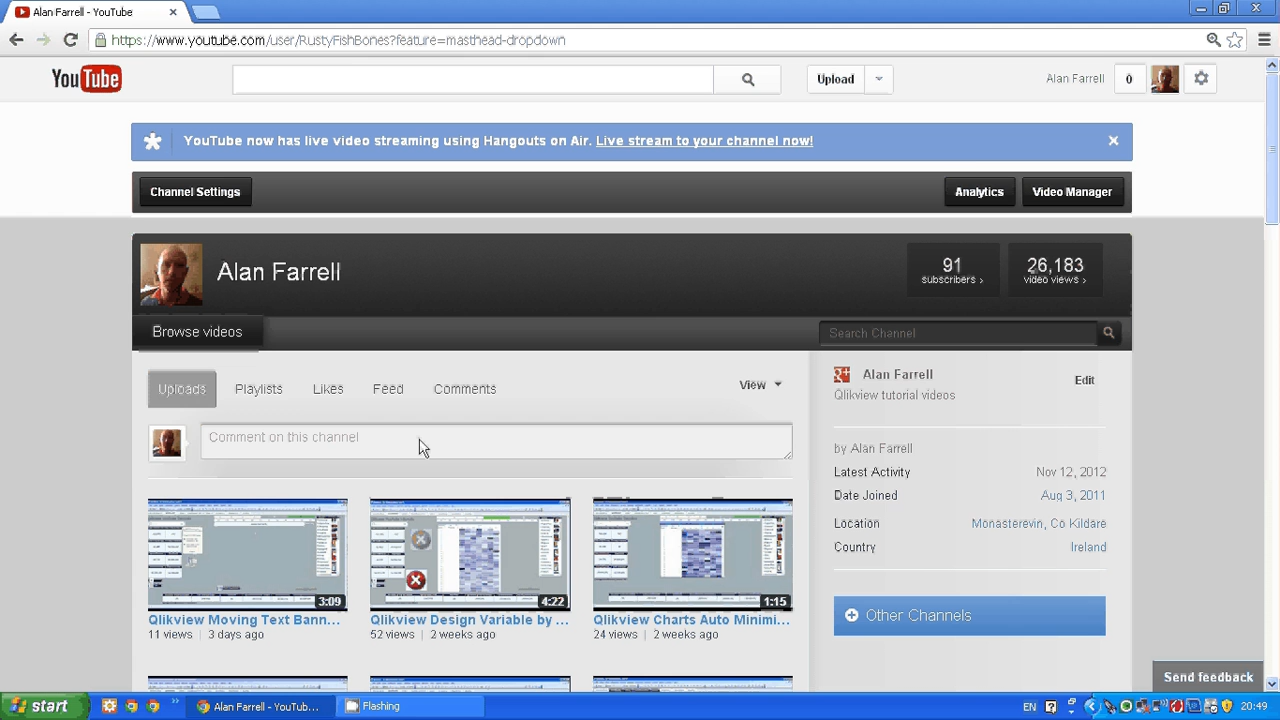 Alan Farrell - YouTube
https://www.youtube.com/user/RustyFishBones?feature=masthead-dropdown
YouTube
Upload
Alan Farrell
0
YouTube now has live video streaming using Hangouts on Air. Live stream to your channel now!
Channel Settings
Analytics
Video Manager
Alan Farrell
91
subscribers ›
26,183
video views ›
Browse videos
Search Channel
Uploads
Playlists
Likes
Feed
Comments
View
Comment on this channel
3:09
Qlikview Moving Text Bann...
11 views | 3 days ago
4:22
Qlikview Design Variable by ...
52 views | 2 weeks ago
1:15
Qlikview Charts Auto Minimi...
24 views | 2 weeks ago
Alan Farrell
Edit
Qlikview tutorial videos
by Alan Farrell
Latest Activity Nov 12, 2012
Date Joined Aug 3, 2011
Location Monasterevin, Co Kildare
Country Ireland
Other Channels
Send feedback
start
Alan Farrell - YouTub...
Flashing
EN
20:49